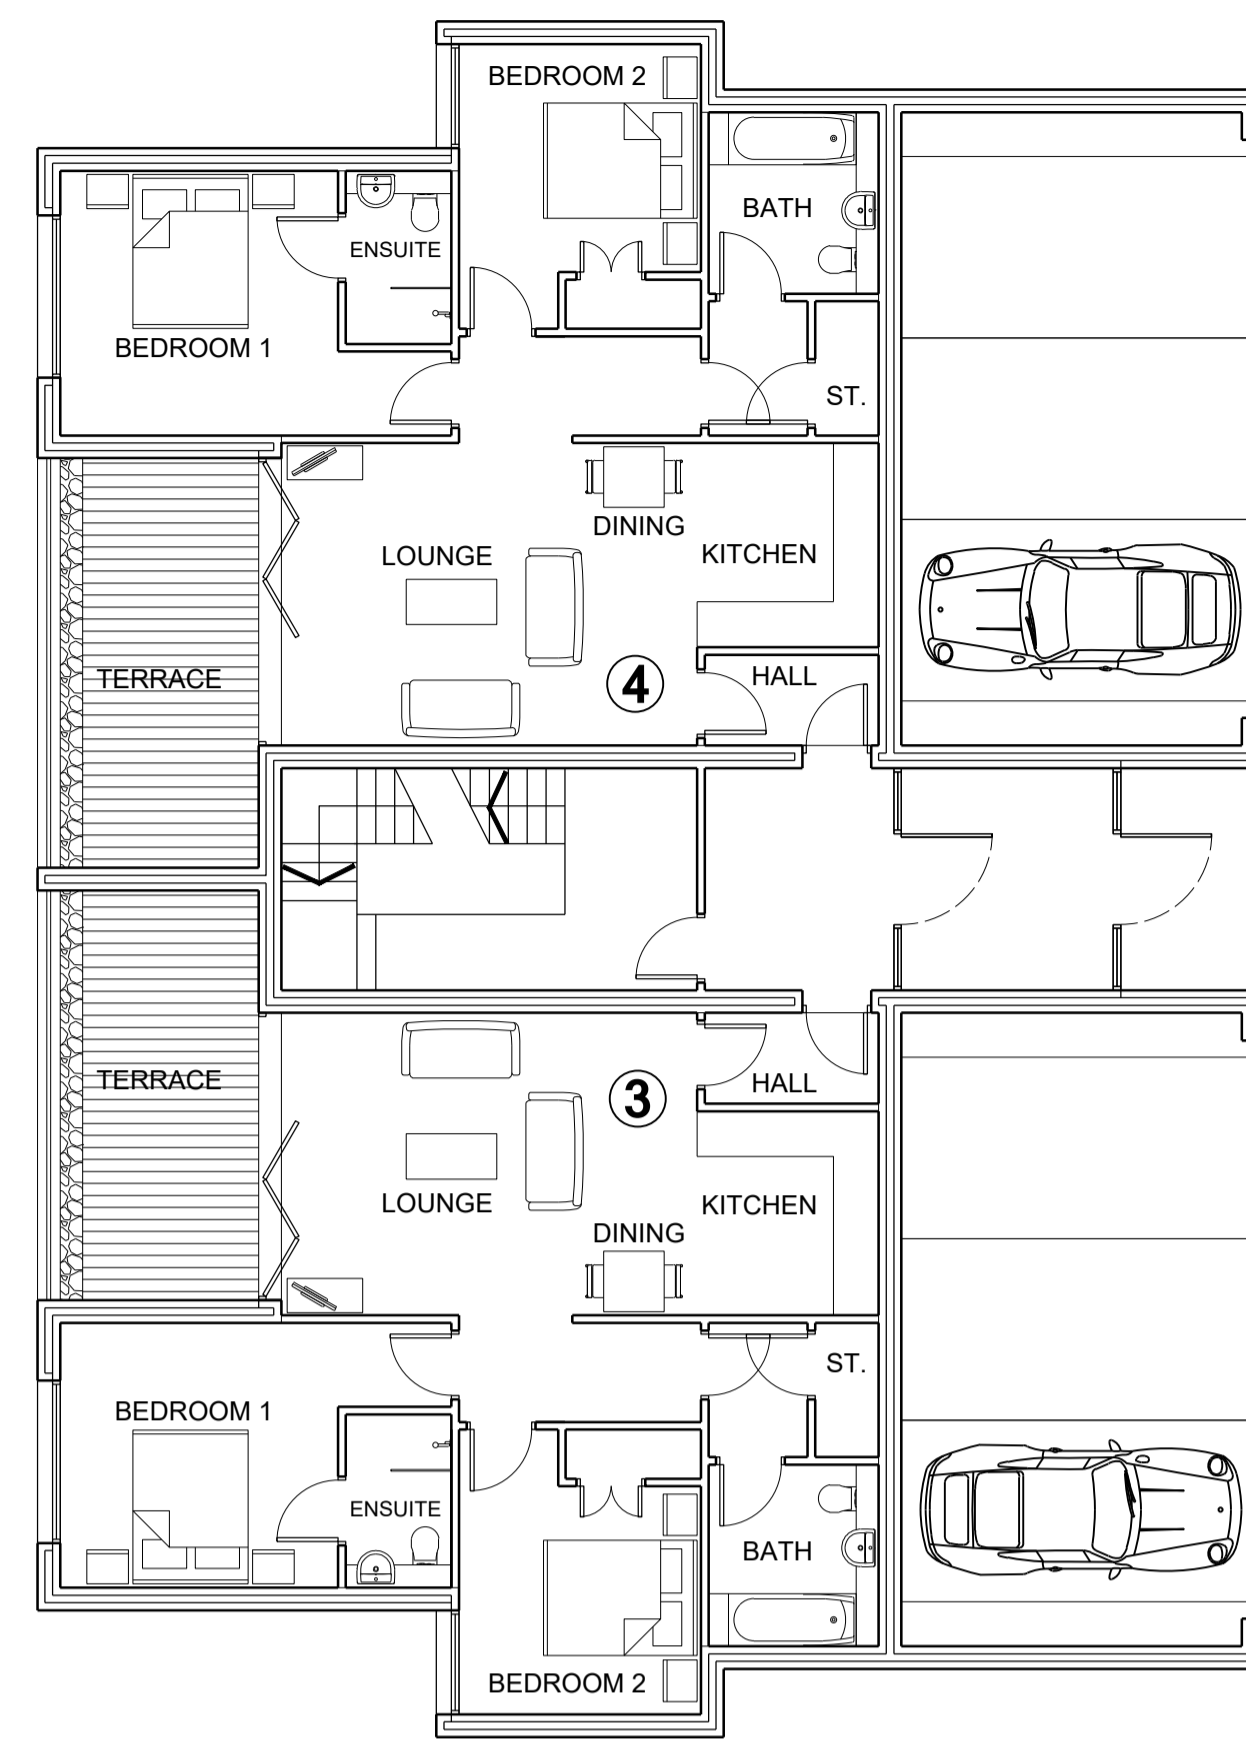 BEDROOM 2
BATH
ENSUITE
BEDROOM 1
ST.
DINING
LOUNGE
KITCHEN
TERRACE
4
HALL
TERRACE
3
HALL
LOUNGE
KITCHEN
DINING
ST.
BEDROOM 1
ENSUITE
BATH
BEDROOM 2